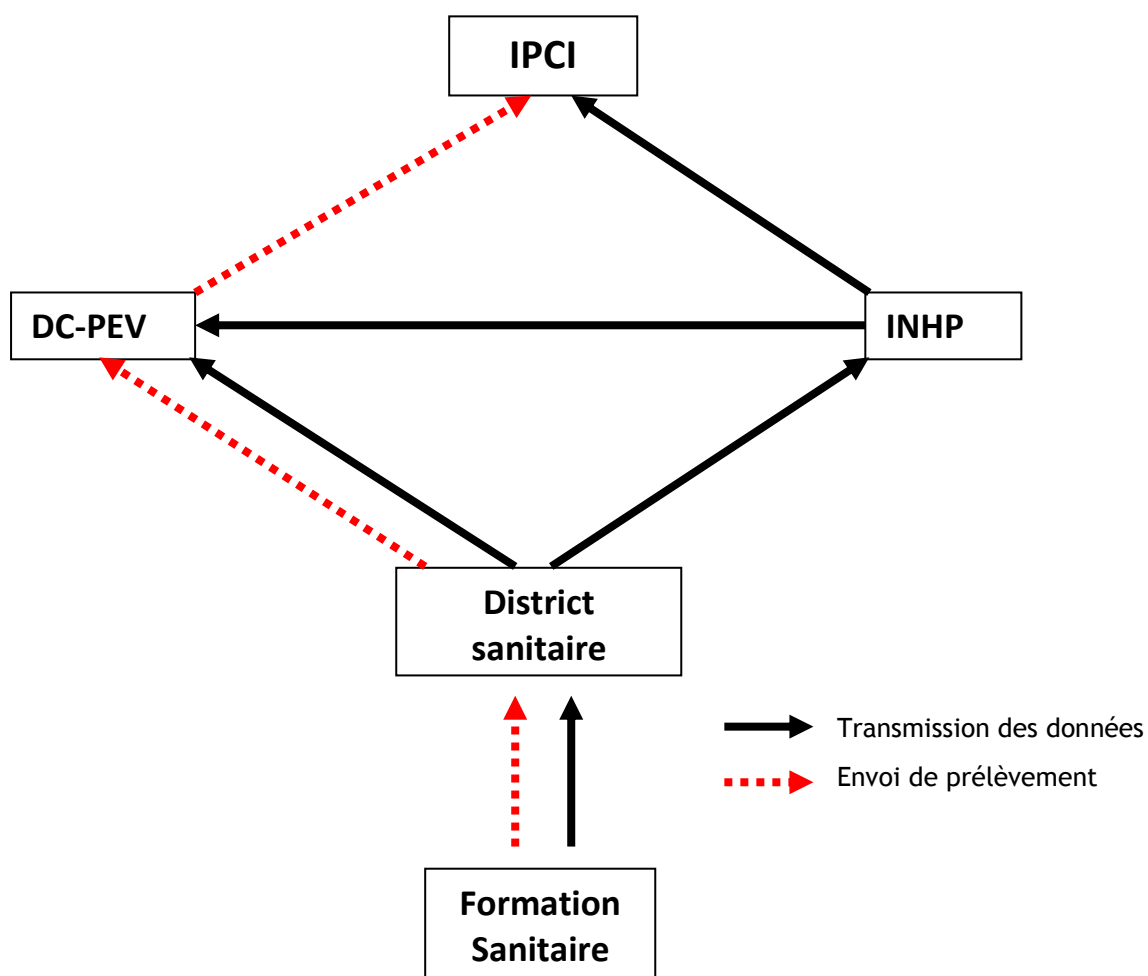 IPCI
DC-PEV
INHP
District
sanitaire
Transmission des données
Envoi de prélèvement
Formation
Sanitaire